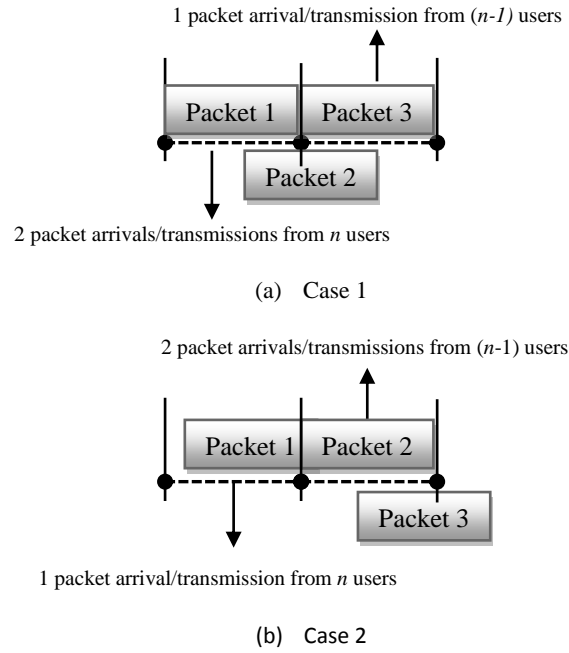 1 packet arrival/transmission from (n-1) users
Packet 1 Packet 3
Packet 2
2 packet arrivals/transmissions from n users
(a) Case 1
2 packet arrivals/transmissions from (n-1) users
Packet 1 Packet 2
Packet 3
1 packet arrival/transmission from n users
(b) Case 2